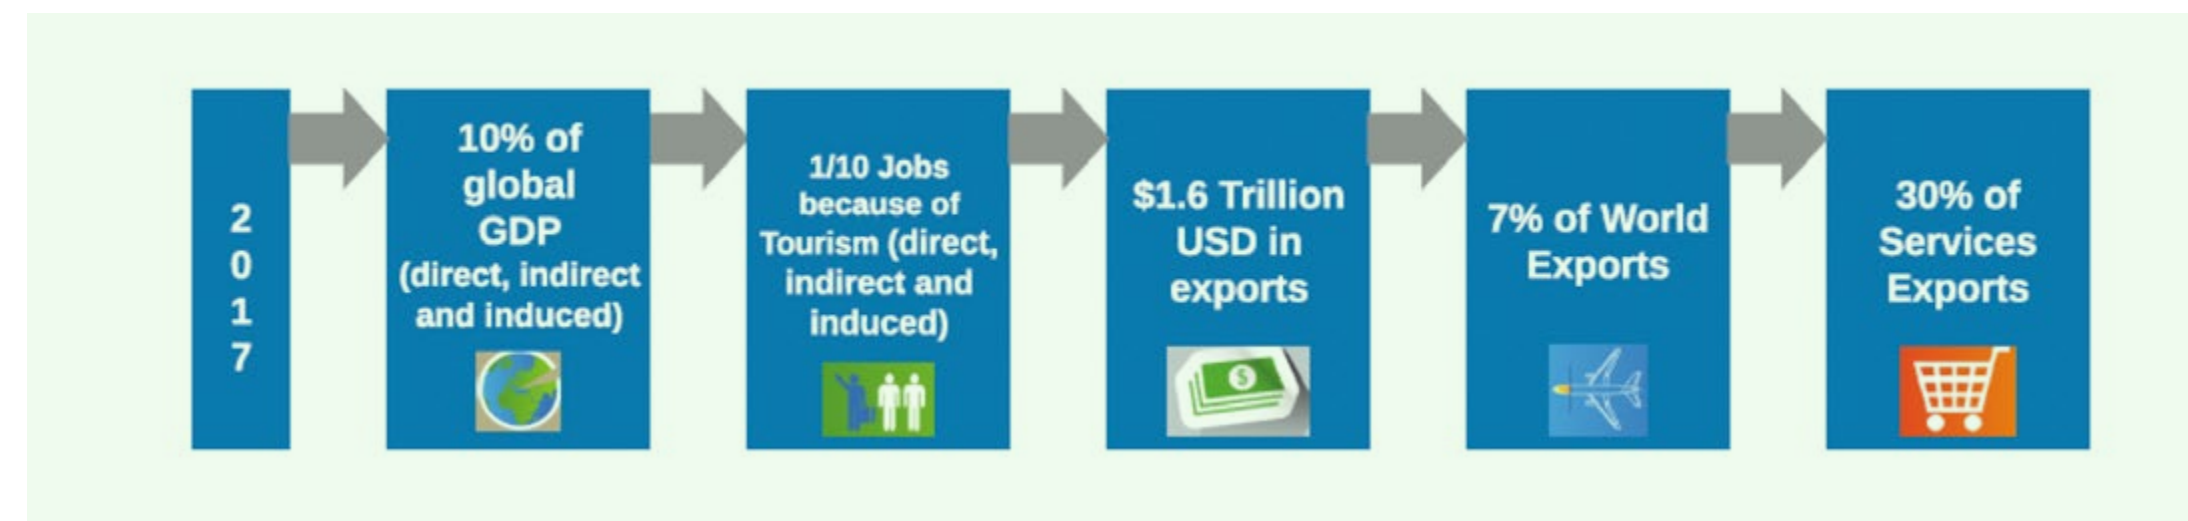 2
0
1
7
10% of
global
GDP
(direct, indirect
and induced)
1/10 Jobs
because of
Tourism (direct,
indirect and
induced)
$1.6 Trillion
USD in
exports
$
7% of World
Exports
30% of
Services
Exports